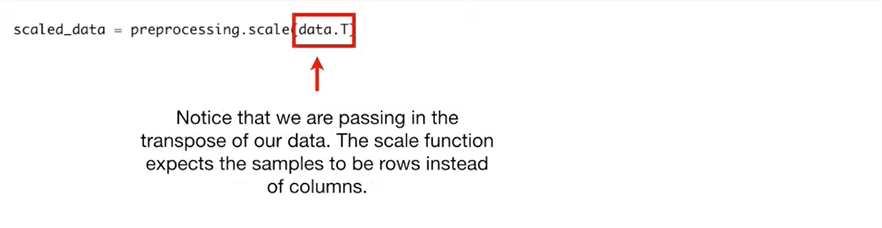 scaled_data = preprocessing.scale(data.T)
Notice that we are passing in the
transpose of our data. The scale function
expects the samples to be rows instead
of columns.